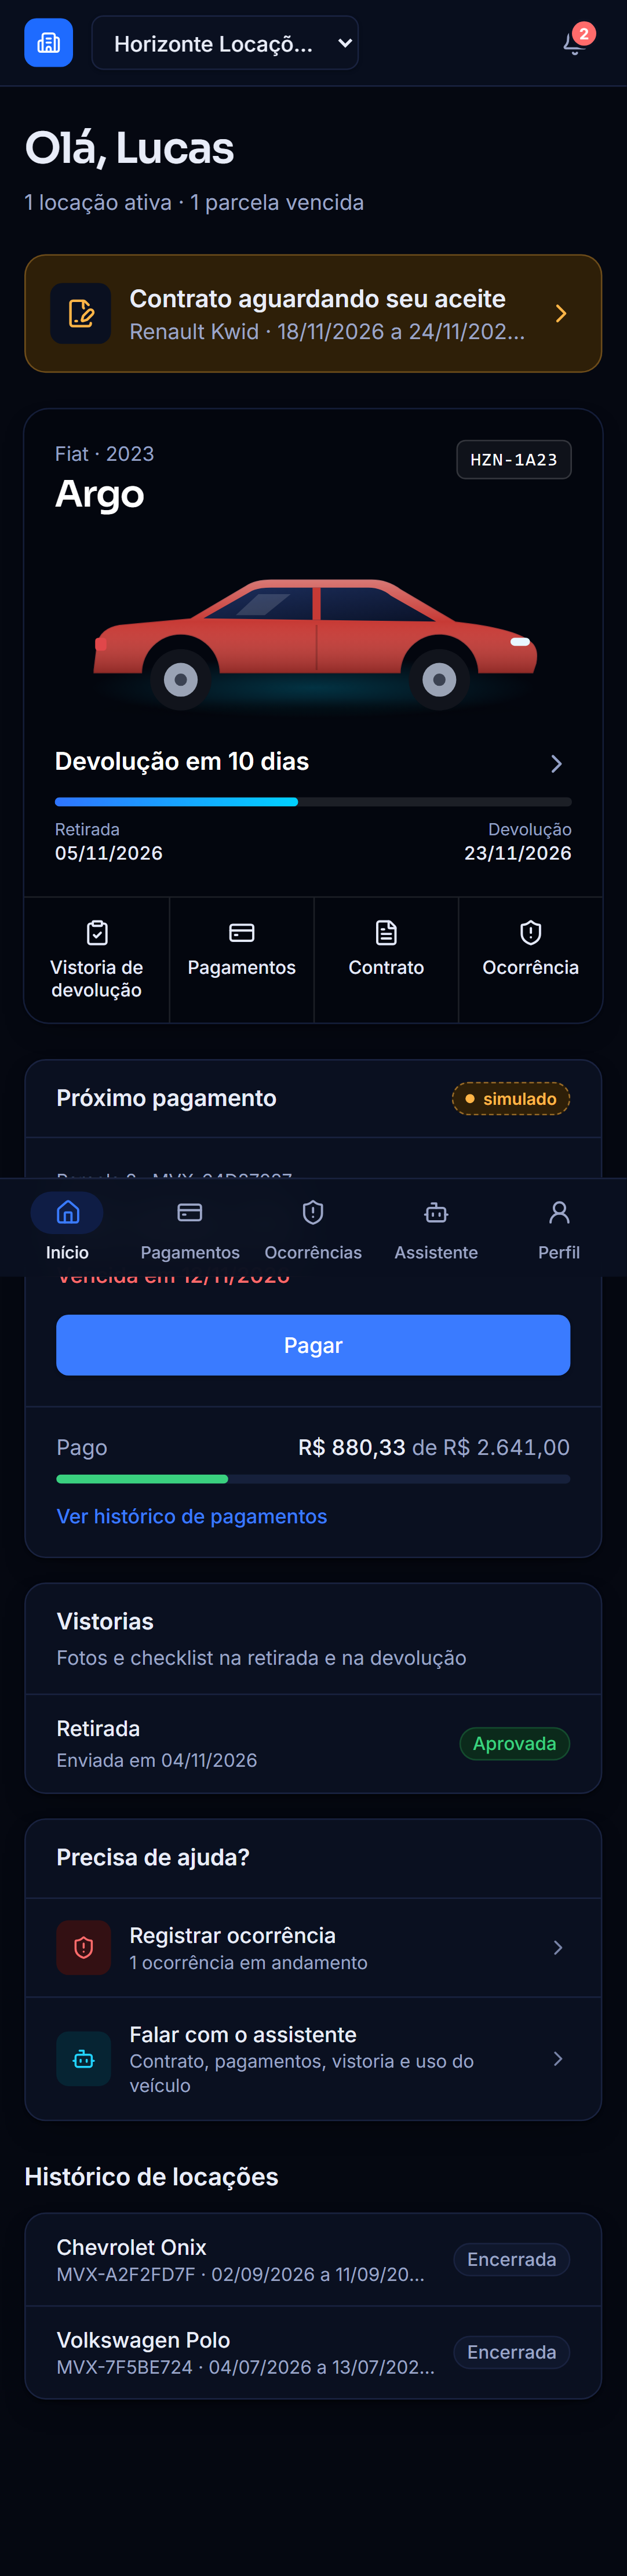 Horizonte Locaçõ...
2
Olá, Lucas
1 locação ativa · 1 parcela vencida
Contrato aguardando seu aceite
Renault Kwid · 18/11/2026 a 24/11/202...
Fiat · 2023
HZN-1A23
Argo
Devolução em 10 dias
Retirada
Devolução
05/11/2026
23/11/2026
Vistoria de
devolução
Pagamentos
Contrato
Ocorrência
Próximo pagamento
simulado
Início
Pagamentos
Ocorrências
Assistente
Perfil
Vencida em 12/11/2026
Pagar
Pago
R$ 880,33 de R$ 2.641,00
Ver histórico de pagamentos
Vistorias
Fotos e checklist na retirada e na devolução
Retirada
Enviada em 04/11/2026
Aprovada
Precisa de ajuda?
Registrar ocorrência
1 ocorrência em andamento
Falar com o assistente
Contrato, pagamentos, vistoria e uso do
veículo
Histórico de locações
Chevrolet Onix
MVX-A2F2FD7F · 02/09/2026 a 11/09/20...
Encerrada
Volkswagen Polo
MVX-7F5BE724 · 04/07/2026 a 13/07/202...
Encerrada